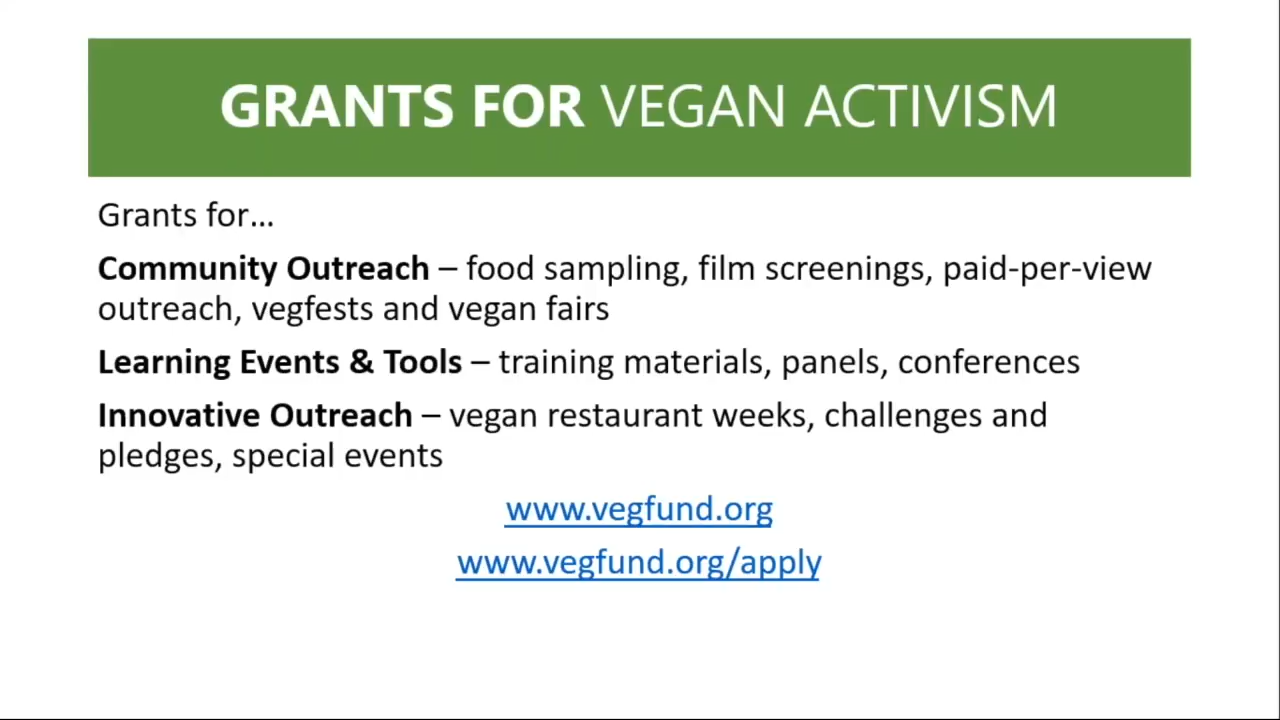 GRANTS FOR VEGAN ACTIVISM
Grants for...
Community Outreach – food sampling, film screenings, paid-per-view
outreach, vegfests and vegan fairs
Learning Events & Tools – training materials, panels, conferences
Innovative Outreach – vegan restaurant weeks, challenges and
pledges, special events
www.vegfund.org
www.vegfund.org/apply